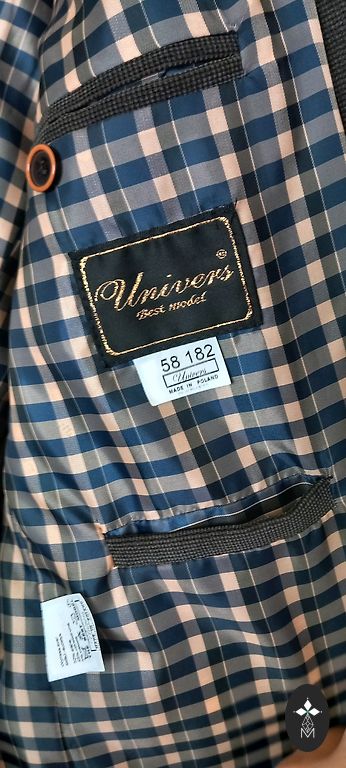 Univers
®
Best model
58 182
Univers
MADE IN POLAND